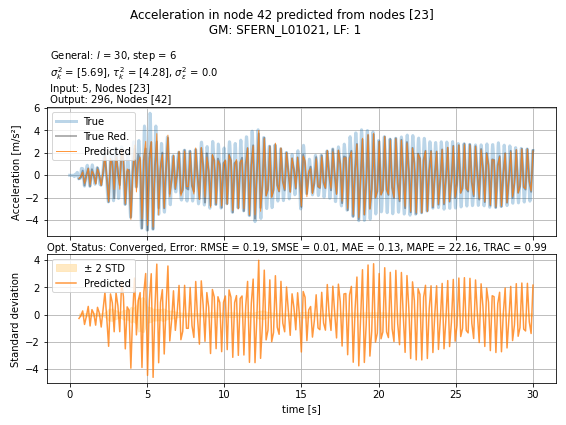 Acceleration in node 42 predicted from nodes [23]
GM: SFERN_L01021, LF: 1
General: l = 30, step = 6
σ²ₖ = [5.69], τ²ₖ = [4.28], σ²ε = 0.0
Input: 5, Nodes [23]
Output: 296, Nodes [42]
Acceleration [m/s²]
6
4
2
0
−2
−4
True
True Red.
Predicted
Opt. Status: Converged, Error: RMSE = 0.19, SMSE = 0.01, MAE = 0.13, MAPE = 22.16, TRAC = 0.99
Standard deviation
4
2
0
−2
−4
± 2 STD
Predicted
0 5 10 15 20 25 30
time [s]